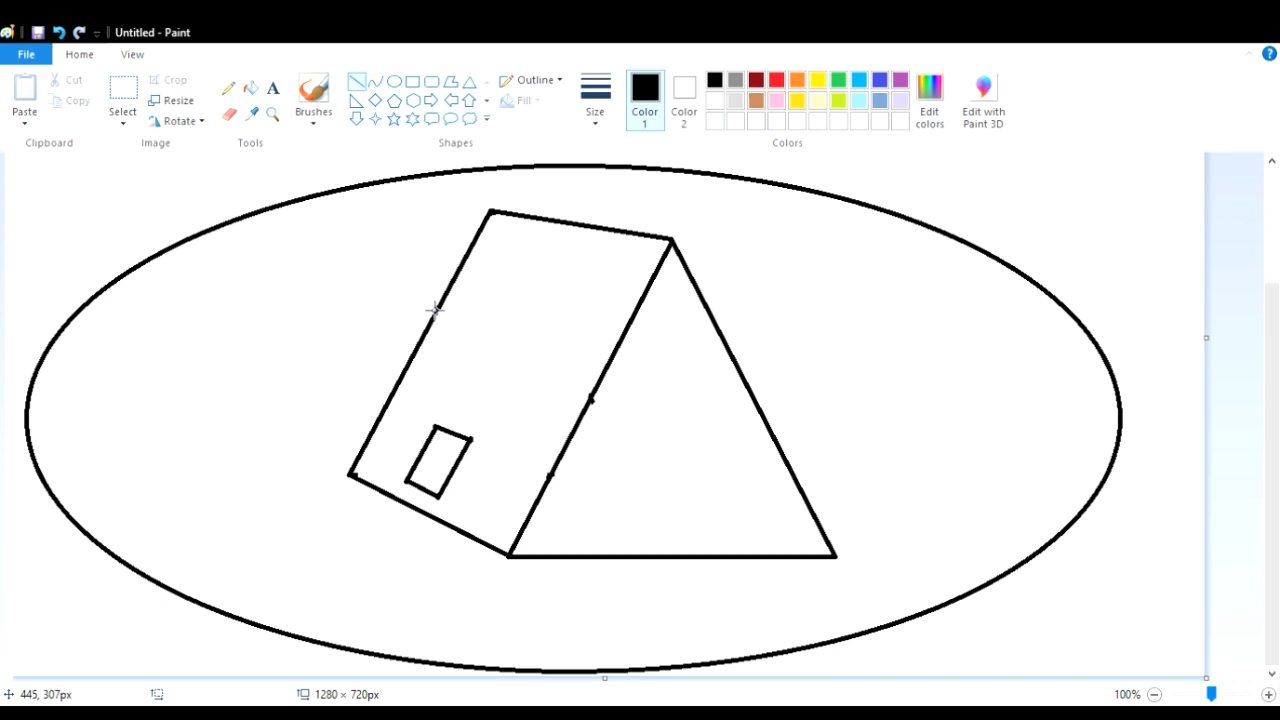 Untitled - Paint
File Home View
Paste Cut Copy Select Crop Resize Rotate A Brushes Outline Fill Size Color 1 Color 2 Edit colors Edit with Paint 3D
Clipboard Image Tools Shapes Colors
445, 307px 1280 × 720px 100%